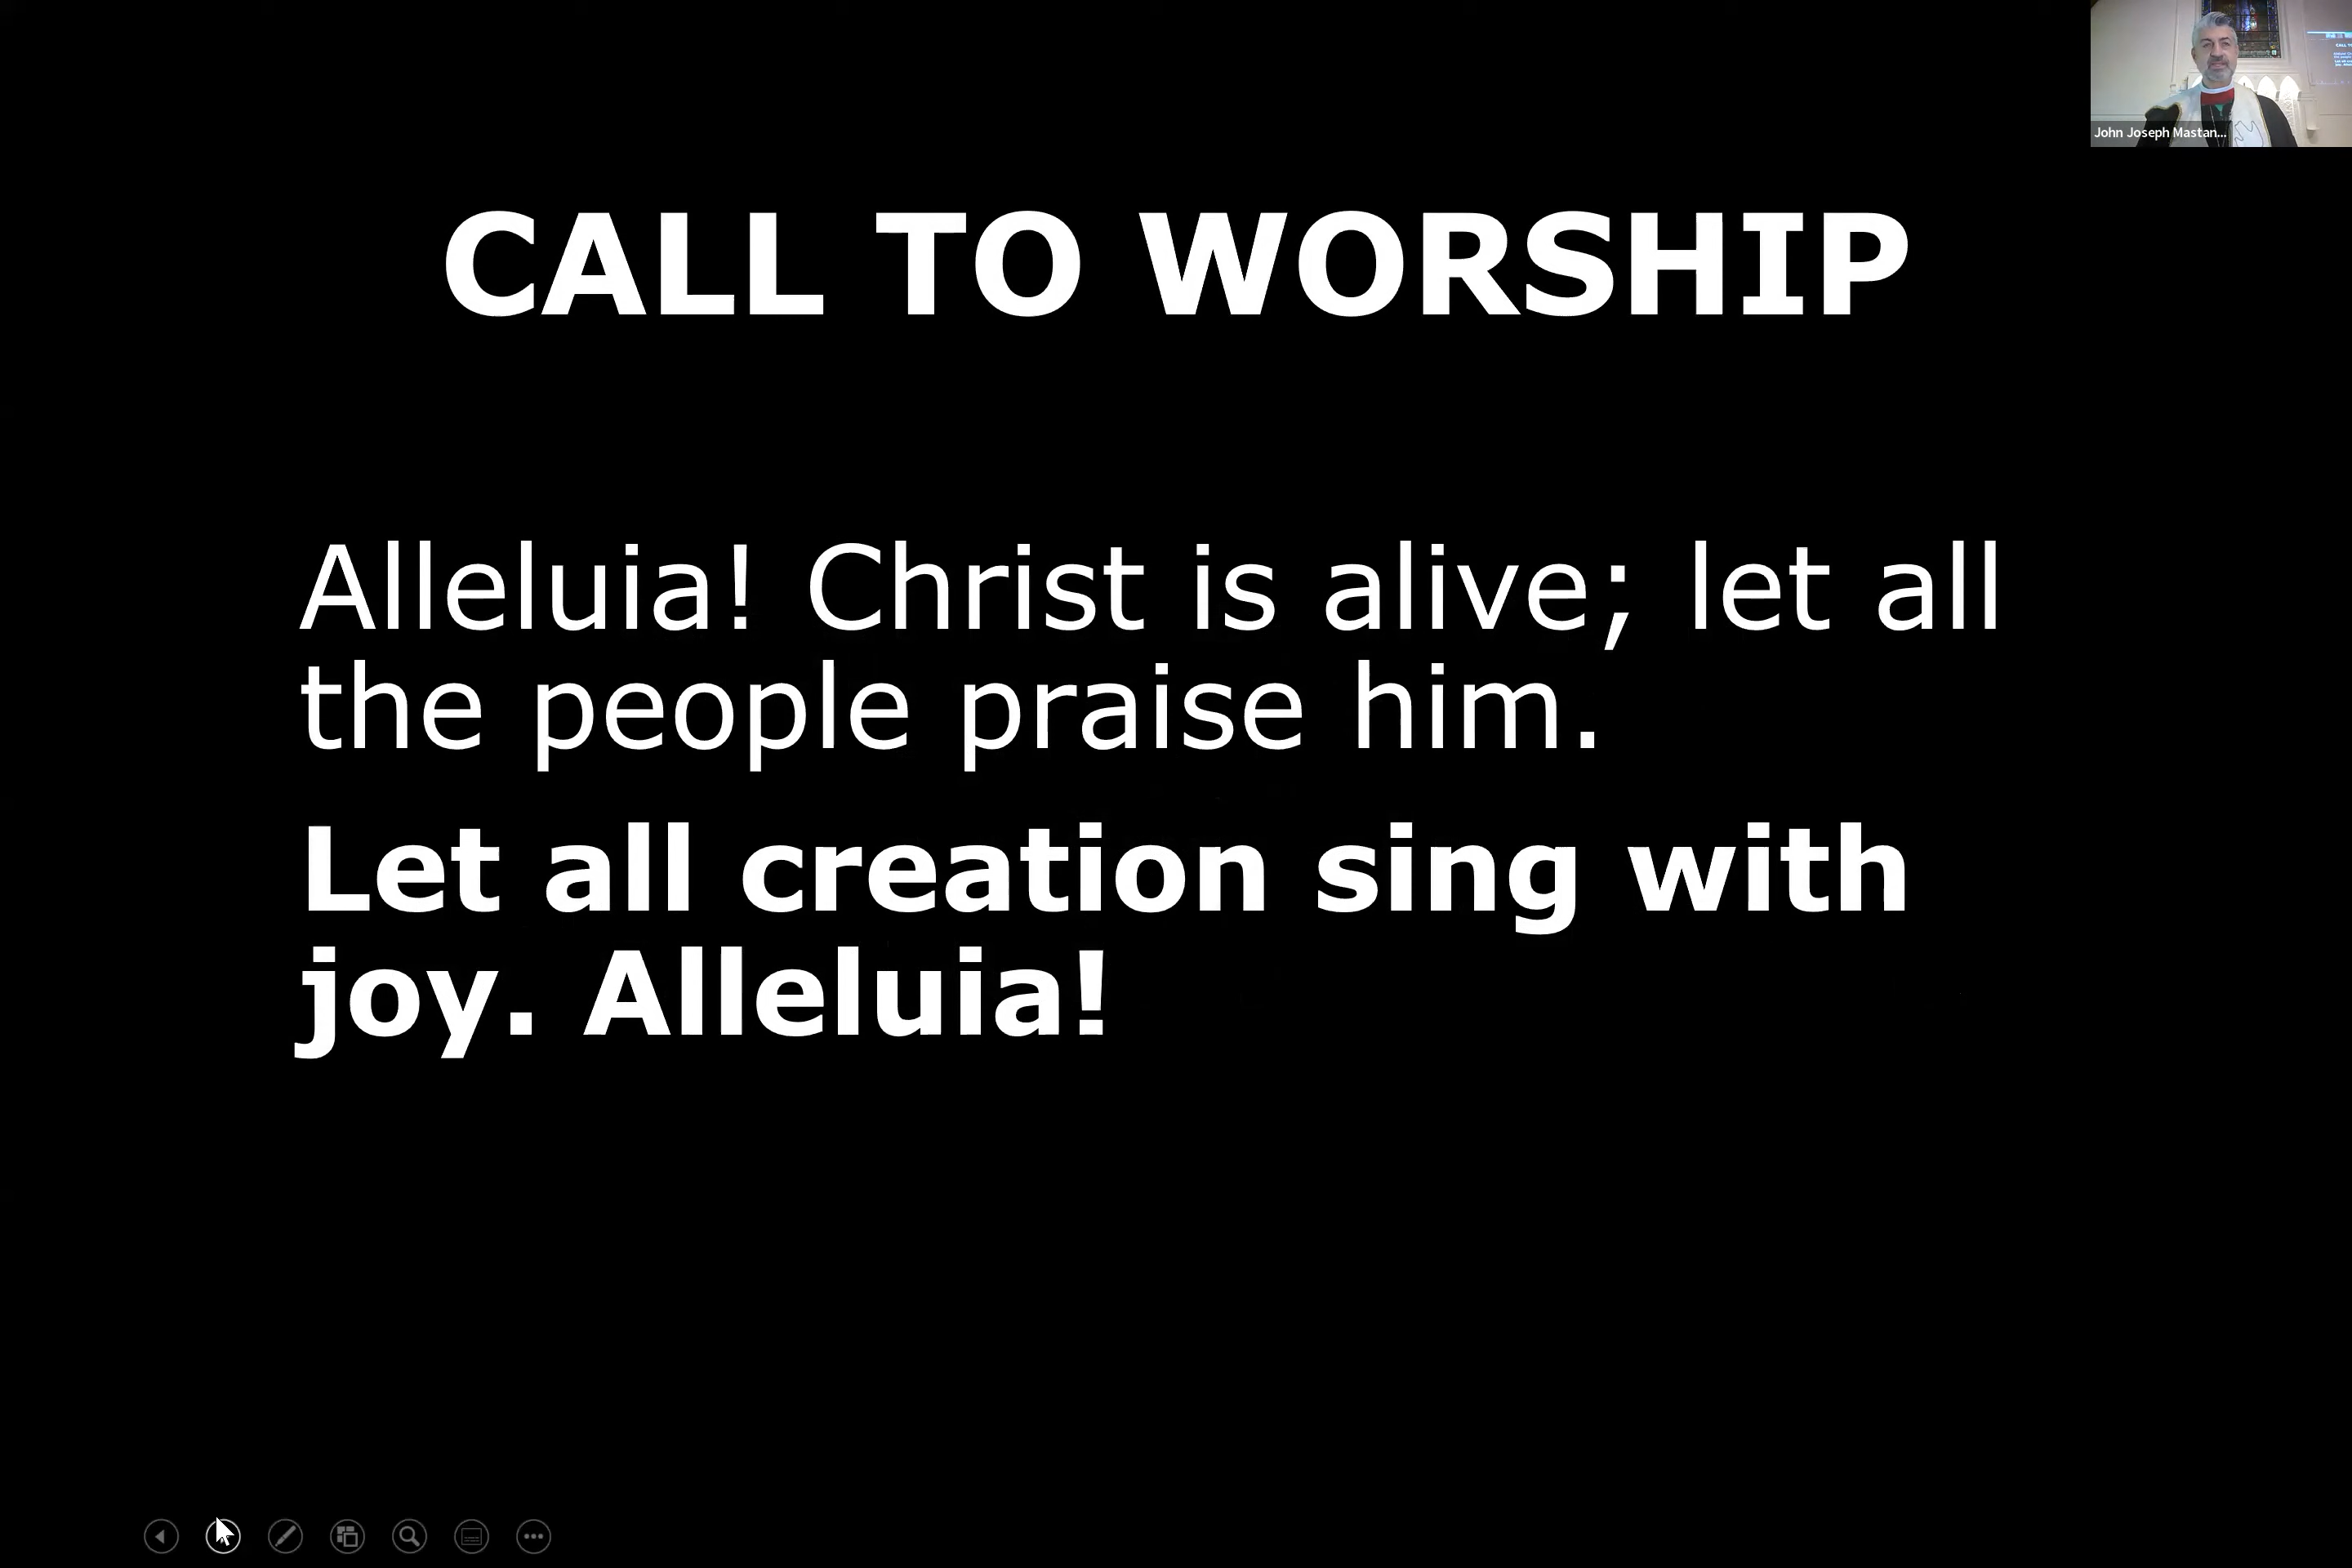 John Joseph Mastan...
CALL TO WORSHIP
Alleluia! Christ is alive; let all
the people praise him.
Let all creation sing with
joy. Alleluia!